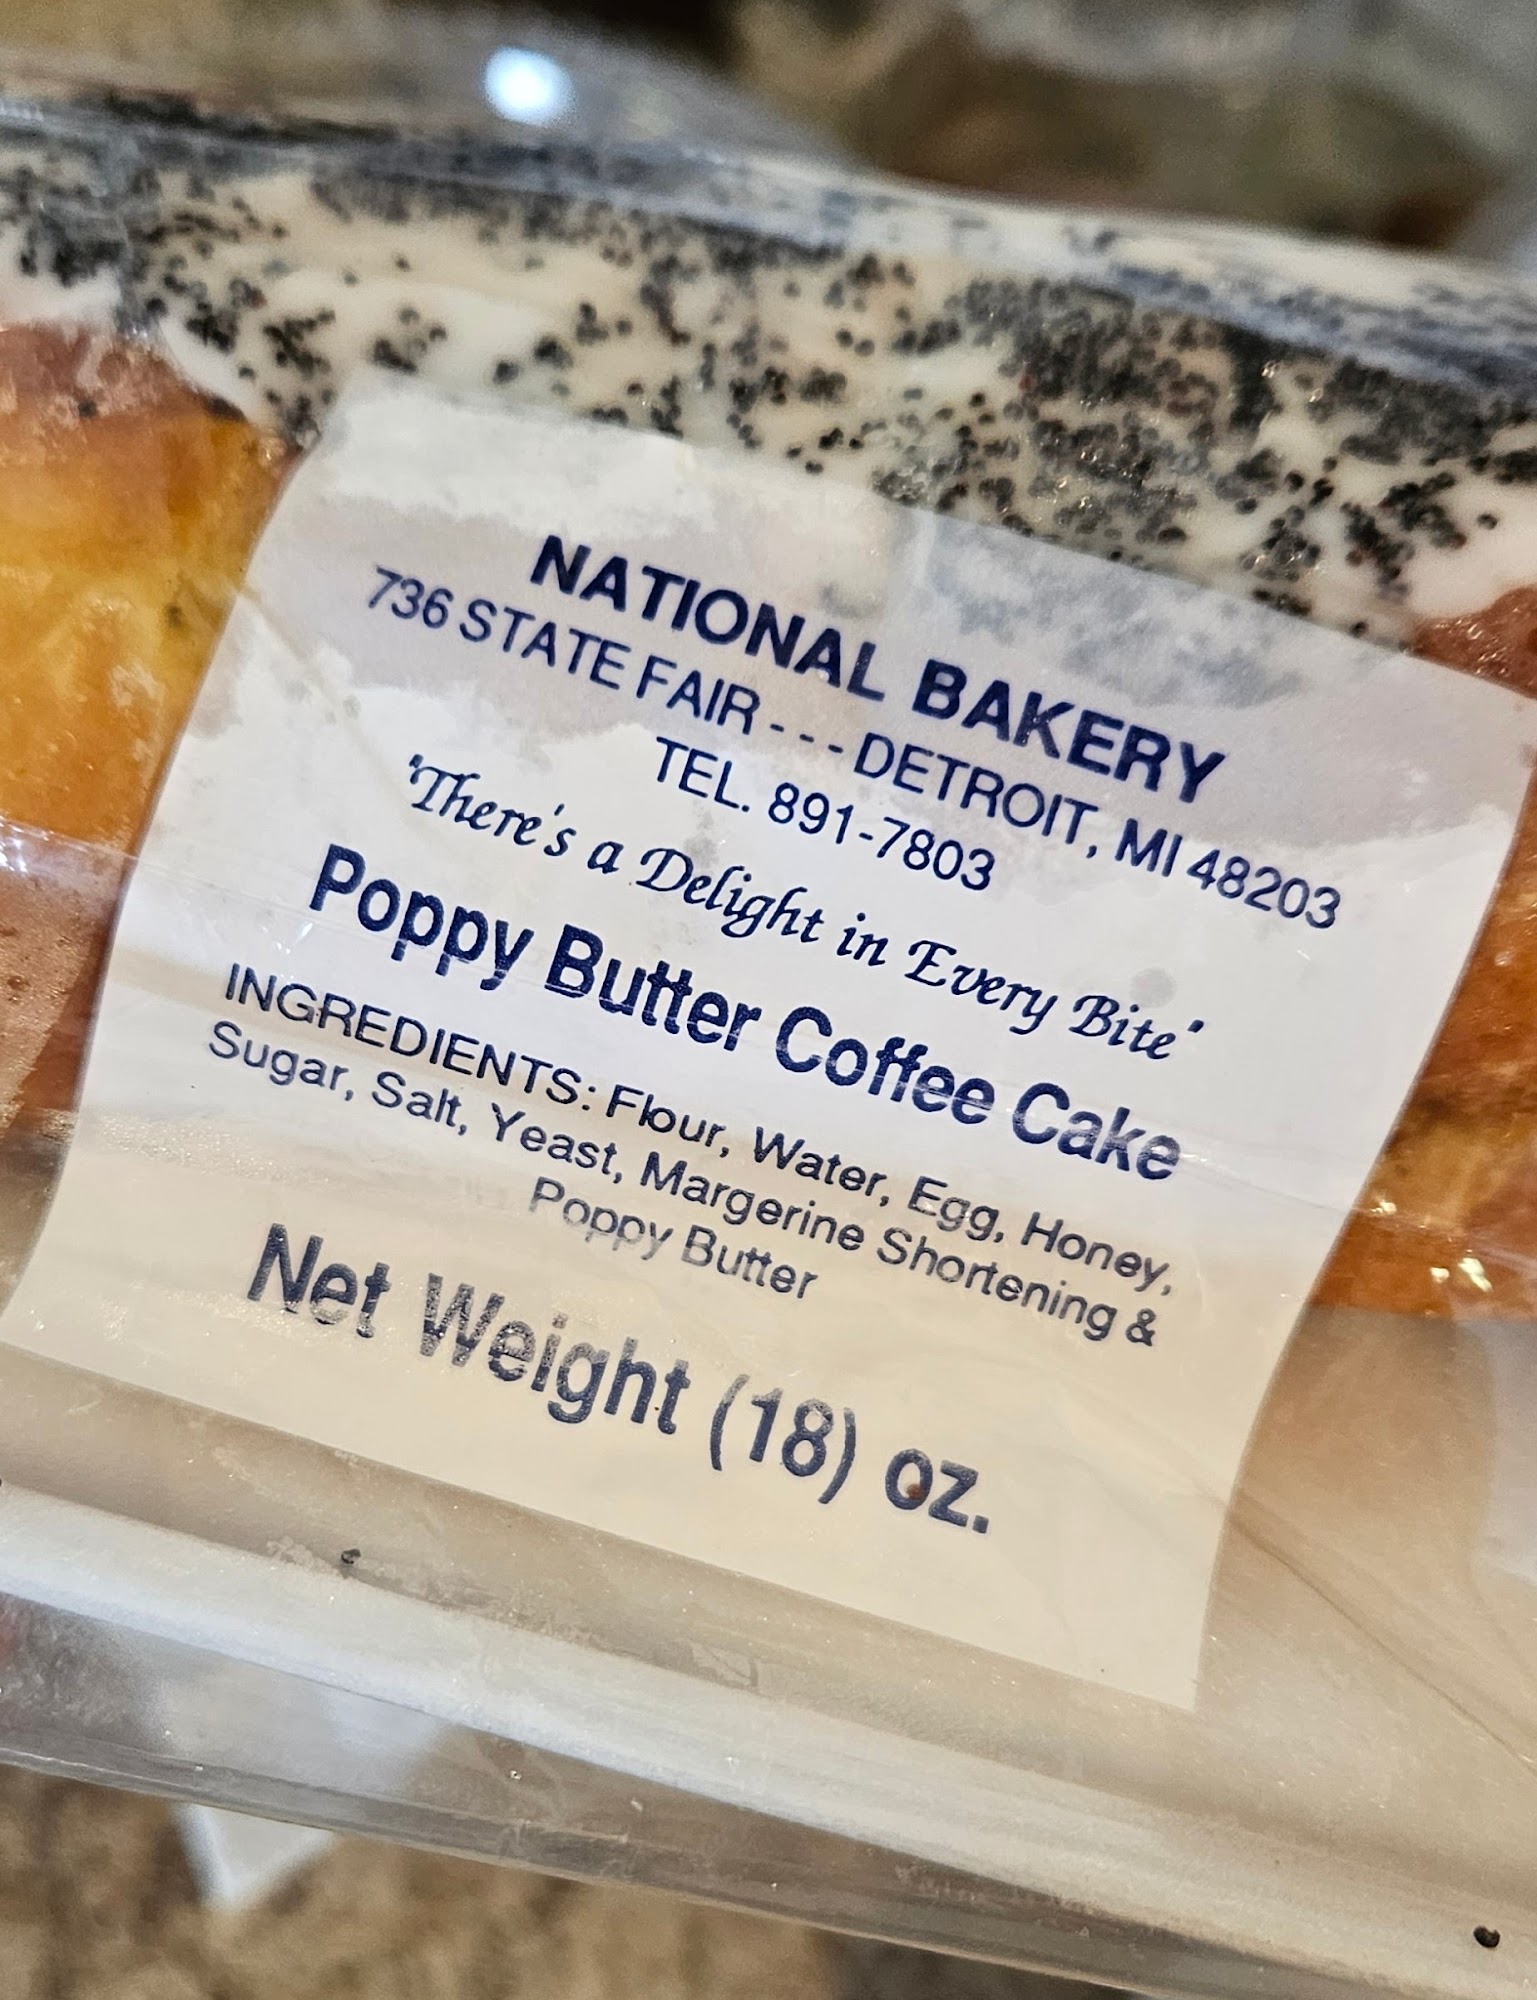 NATIONAL BAKERY
736 STATE FAIR - - - DETROIT, MI 48203
TEL. 891-7803
"There's a Delight in Every Bite"
Poppy Butter Coffee Cake
INGREDIENTS: Flour, Water, Egg, Honey,
Sugar, Salt, Yeast, Margerine Shortening &
Poppy Butter
Net Weight (18) oz.